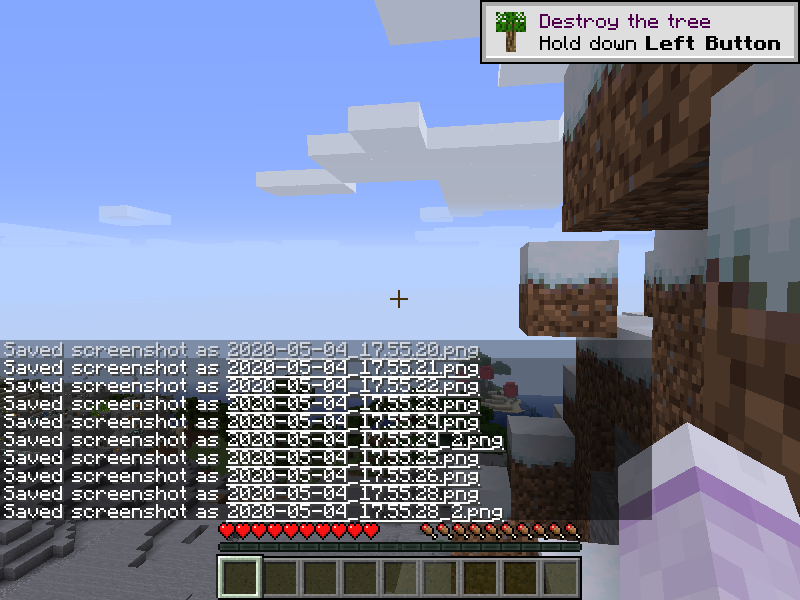 Destroy the tree
Hold down Left Button
Saved screenshot as 2020-05-04_17.55.20.png
Saved screenshot as 2020-05-04_17.55.21.png
Saved screenshot as 2020-05-04_17.55.22.png
Saved screenshot as 2020-05-04_17.55.23.png
Saved screenshot as 2020-05-04_17.55.24.png
Saved screenshot as 2020-05-04_17.55.24_2.png
Saved screenshot as 2020-05-04_17.55.25.png
Saved screenshot as 2020-05-04_17.55.26.png
Saved screenshot as 2020-05-04_17.55.28.png
Saved screenshot as 2020-05-04_17.55.28_2.png